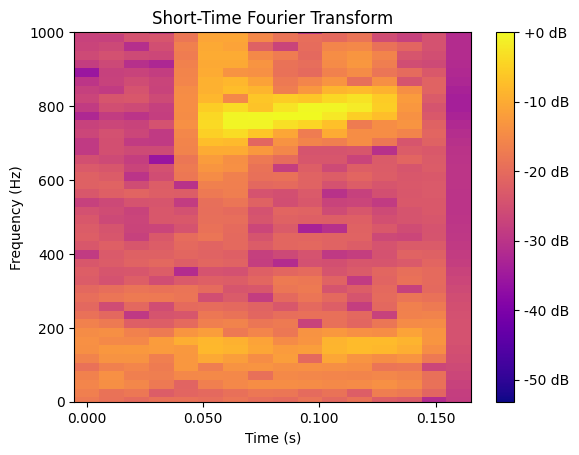 Short-Time Fourier Transform
Frequency (Hz)
1000
800
600
400
200
0
0.000
0.050
0.100
0.150
Time (s)
+0 dB
-10 dB
-20 dB
-30 dB
-40 dB
-50 dB